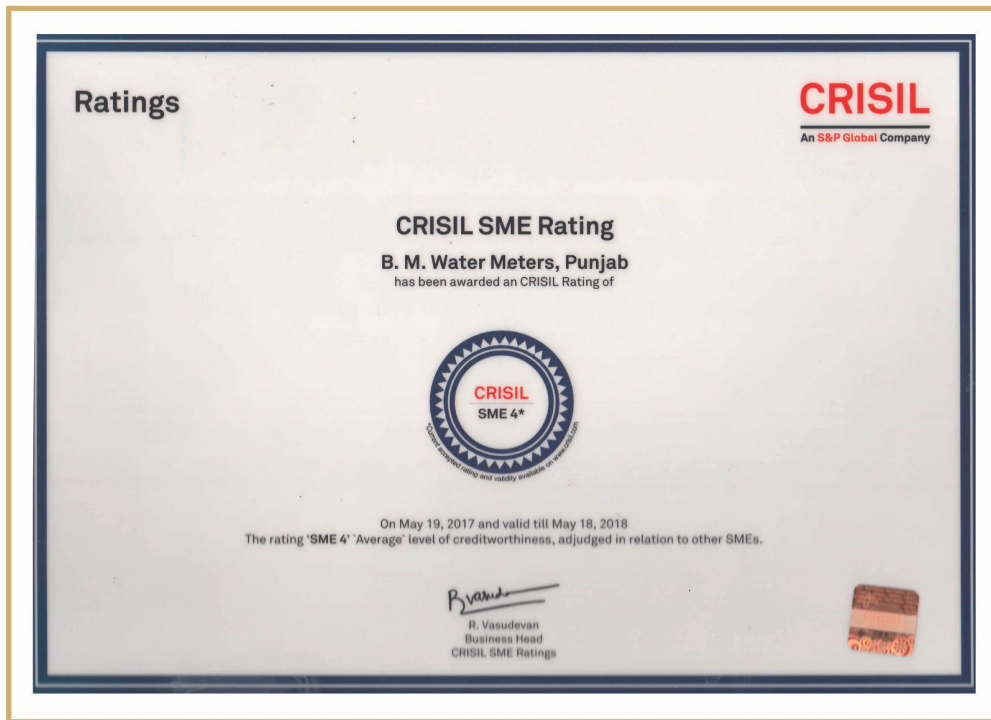 Ratings
CRISIL
An S&P Global Company
CRISIL SME Rating
B. M. Water Meters, Punjab
has been awarded an CRISIL Rating of
CRISIL
SME 4*
*Current accepted rating and validity available on www.crisil.com
On May 19, 2017 and valid till May 18, 2018
The rating 'SME 4' `Average` level of creditworthiness, adjudged in relation to other SMEs.
R. Vasudevan
Business Head
CRISIL SME Ratings
CRISIL